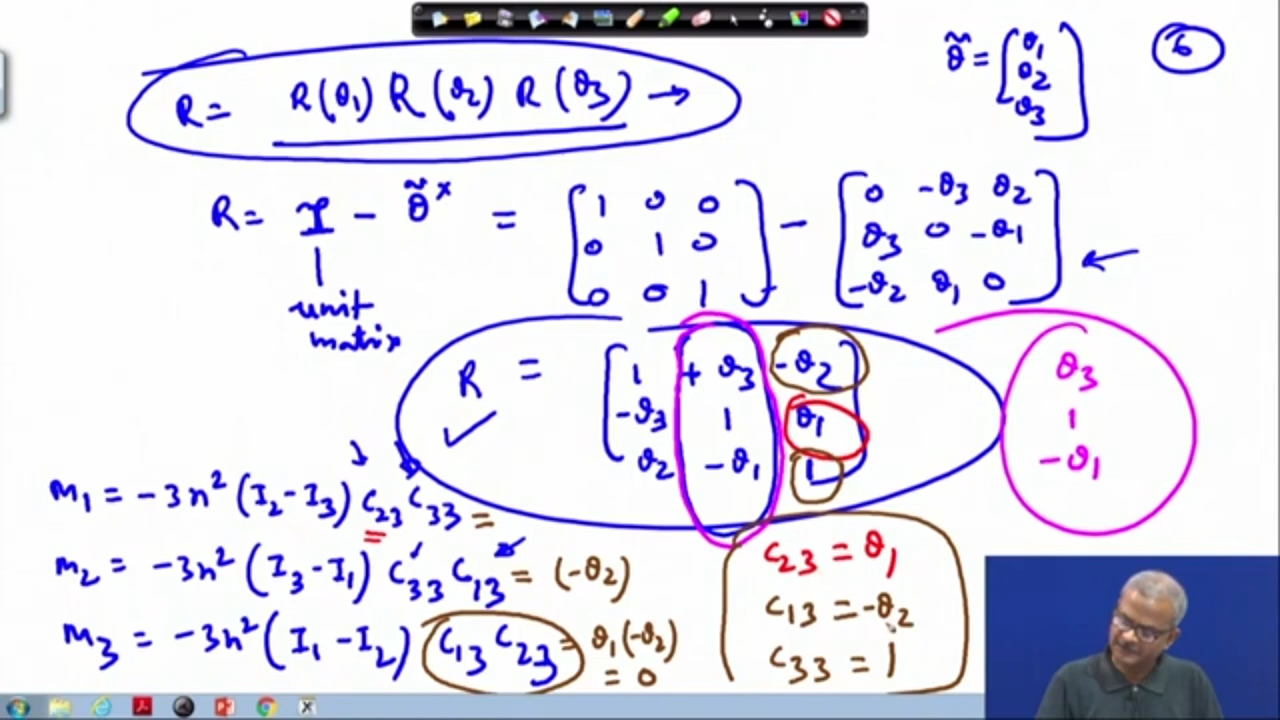 R = R(θ1) R(θ2) R(θ3) →
θ̃ = [θ1 θ2 θ3]
6
R = I - θ̃^x = [1 0 0; 0 1 0; 0 0 1] - [0 -θ3 θ2; θ3 0 -θ1; -θ2 θ1 0] ←
unit
matrix
R = [1 +θ3 -θ2; -θ3 1 θ1; θ2 -θ1 1]
θ3
1
-θ1
M1 = -3n² (I2 - I3) C23 C33 =
M2 = -3n² (I3 - I1) C33 C13 = (-θ2)
M3 = -3n² (I1 - I2) C13 C23 = θ1(-θ2)
= 0
C23 = θ1
C13 = -θ2
C33 = 1